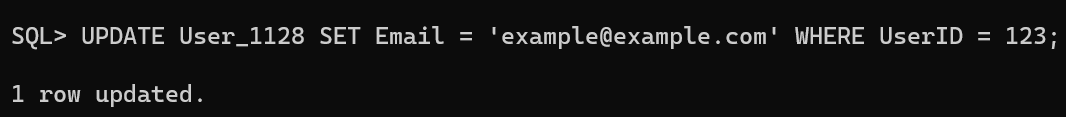 SQL> UPDATE User_1128 SET Email = 'example@example.com' WHERE UserID = 123;
1 row updated.